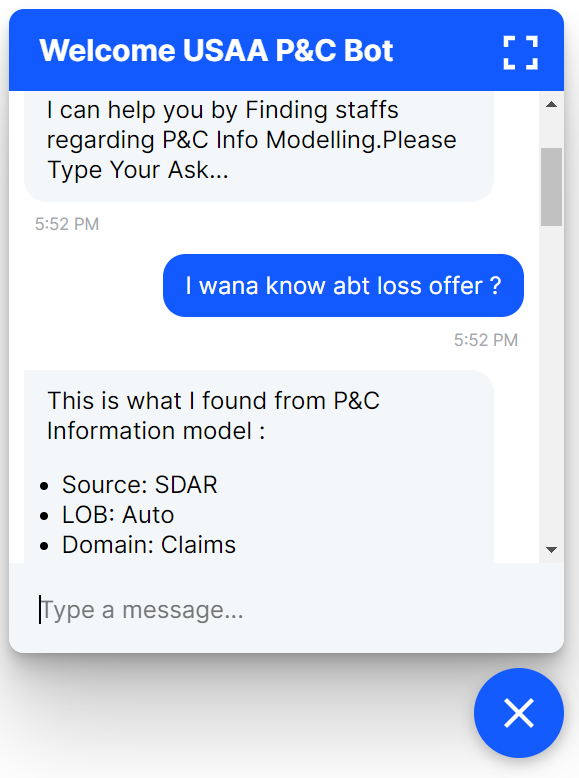 Welcome USAA P&C Bot
I can help you by Finding staffs
regarding P&C Info Modelling.Please
Type Your Ask...
5:52 PM
I wana know abt loss offer ?
5:52 PM
This is what I found from P&C
Information model :
• Source: SDAR
• LOB: Auto
• Domain: Claims
Type a message...